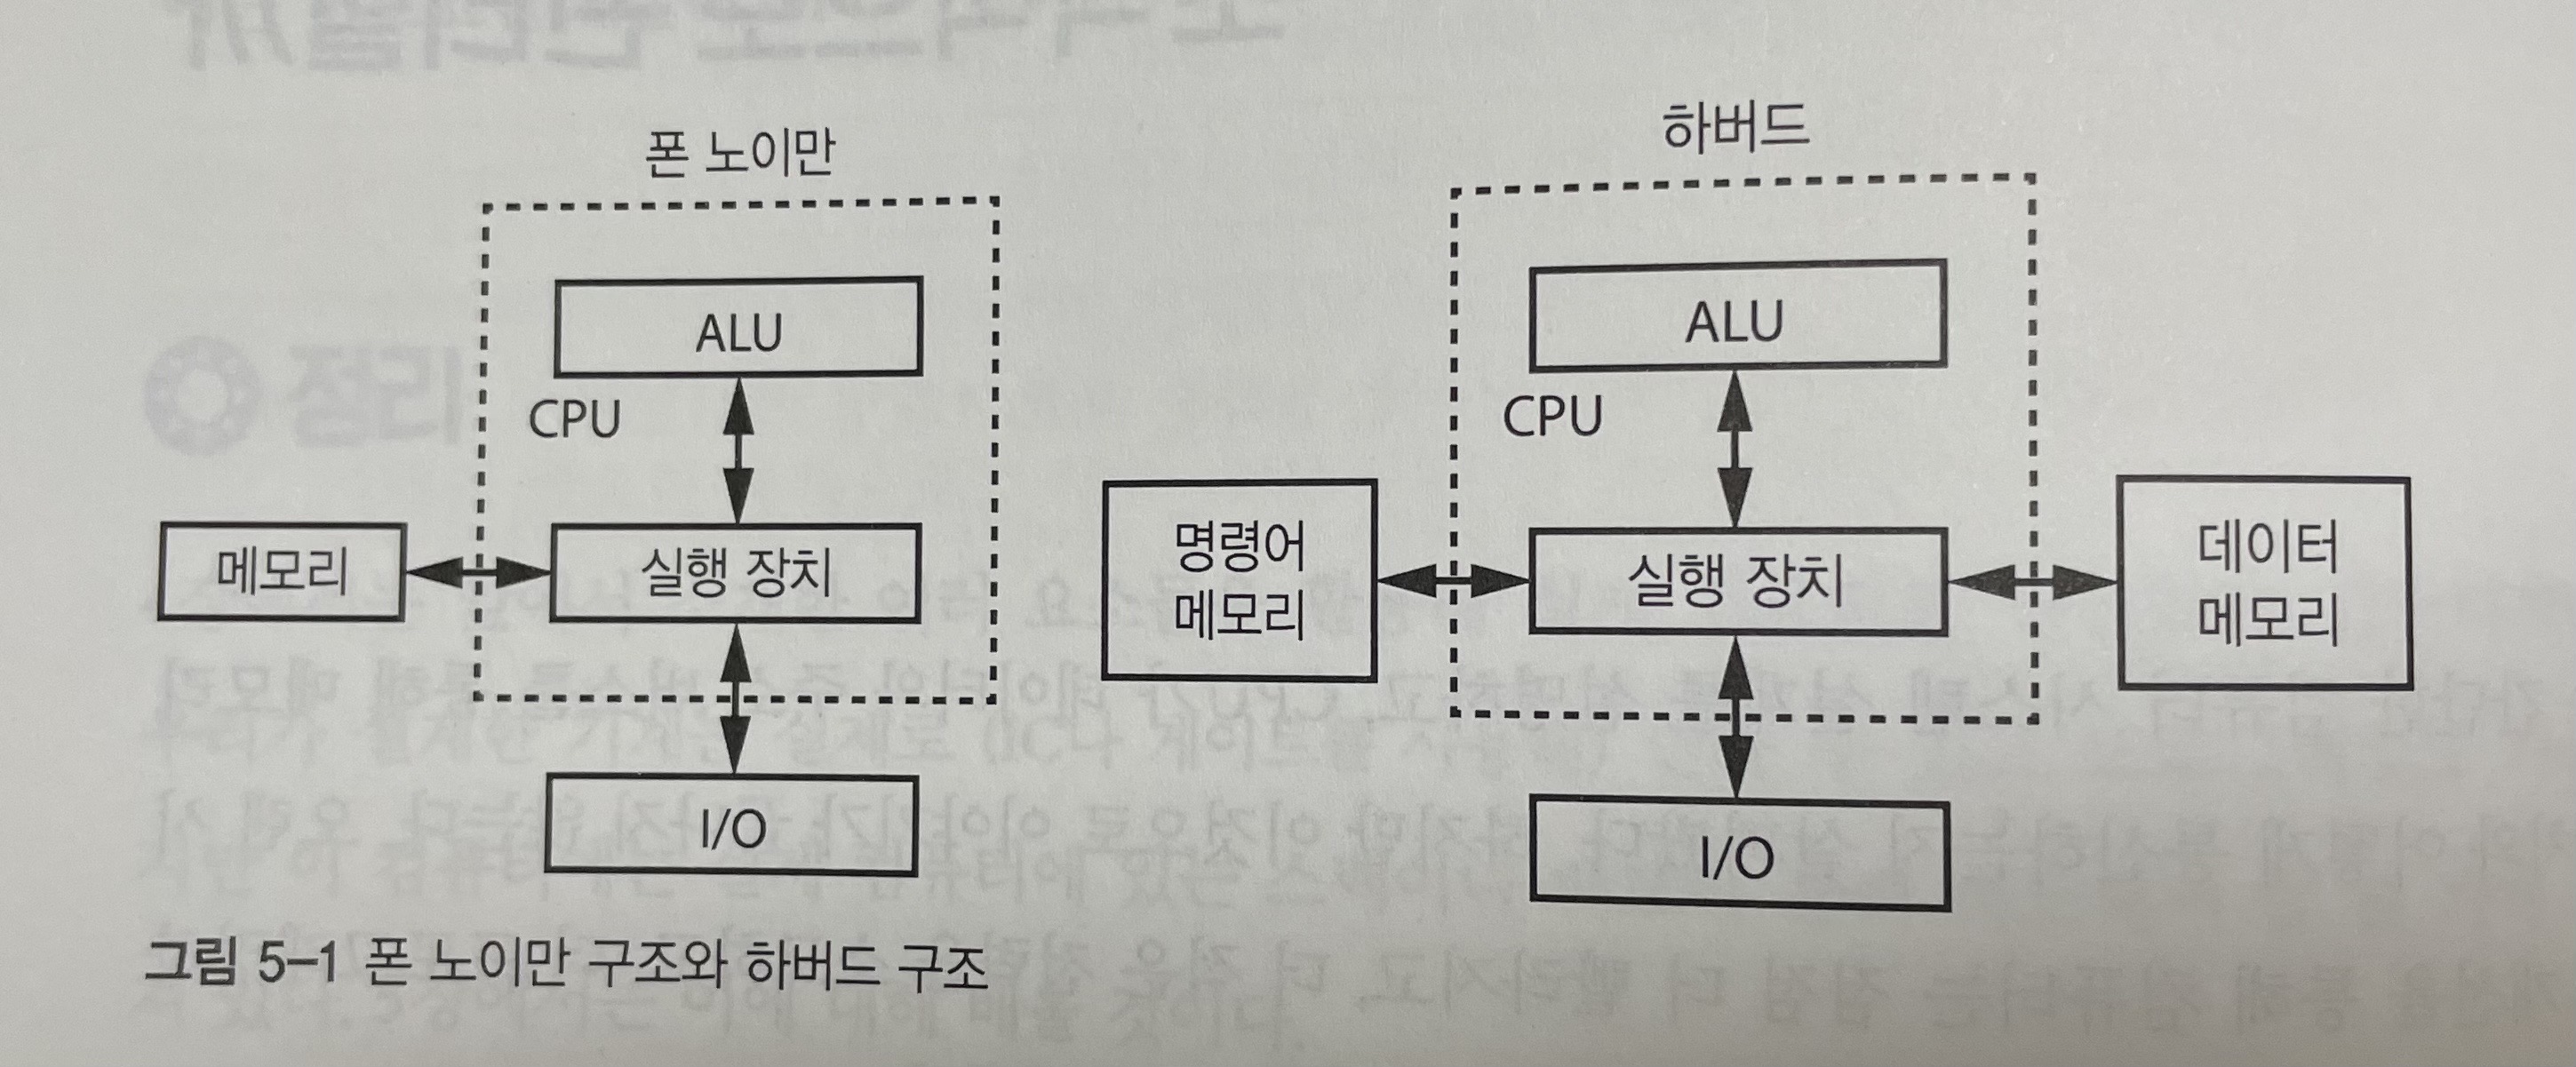 폰 노이만
ALU
CPU
메모리
실행 장치
I/O
하버드
ALU
CPU
명령어
메모리
실행 장치
데이터
메모리
I/O
그림 5-1 폰 노이만 구조와 하버드 구조